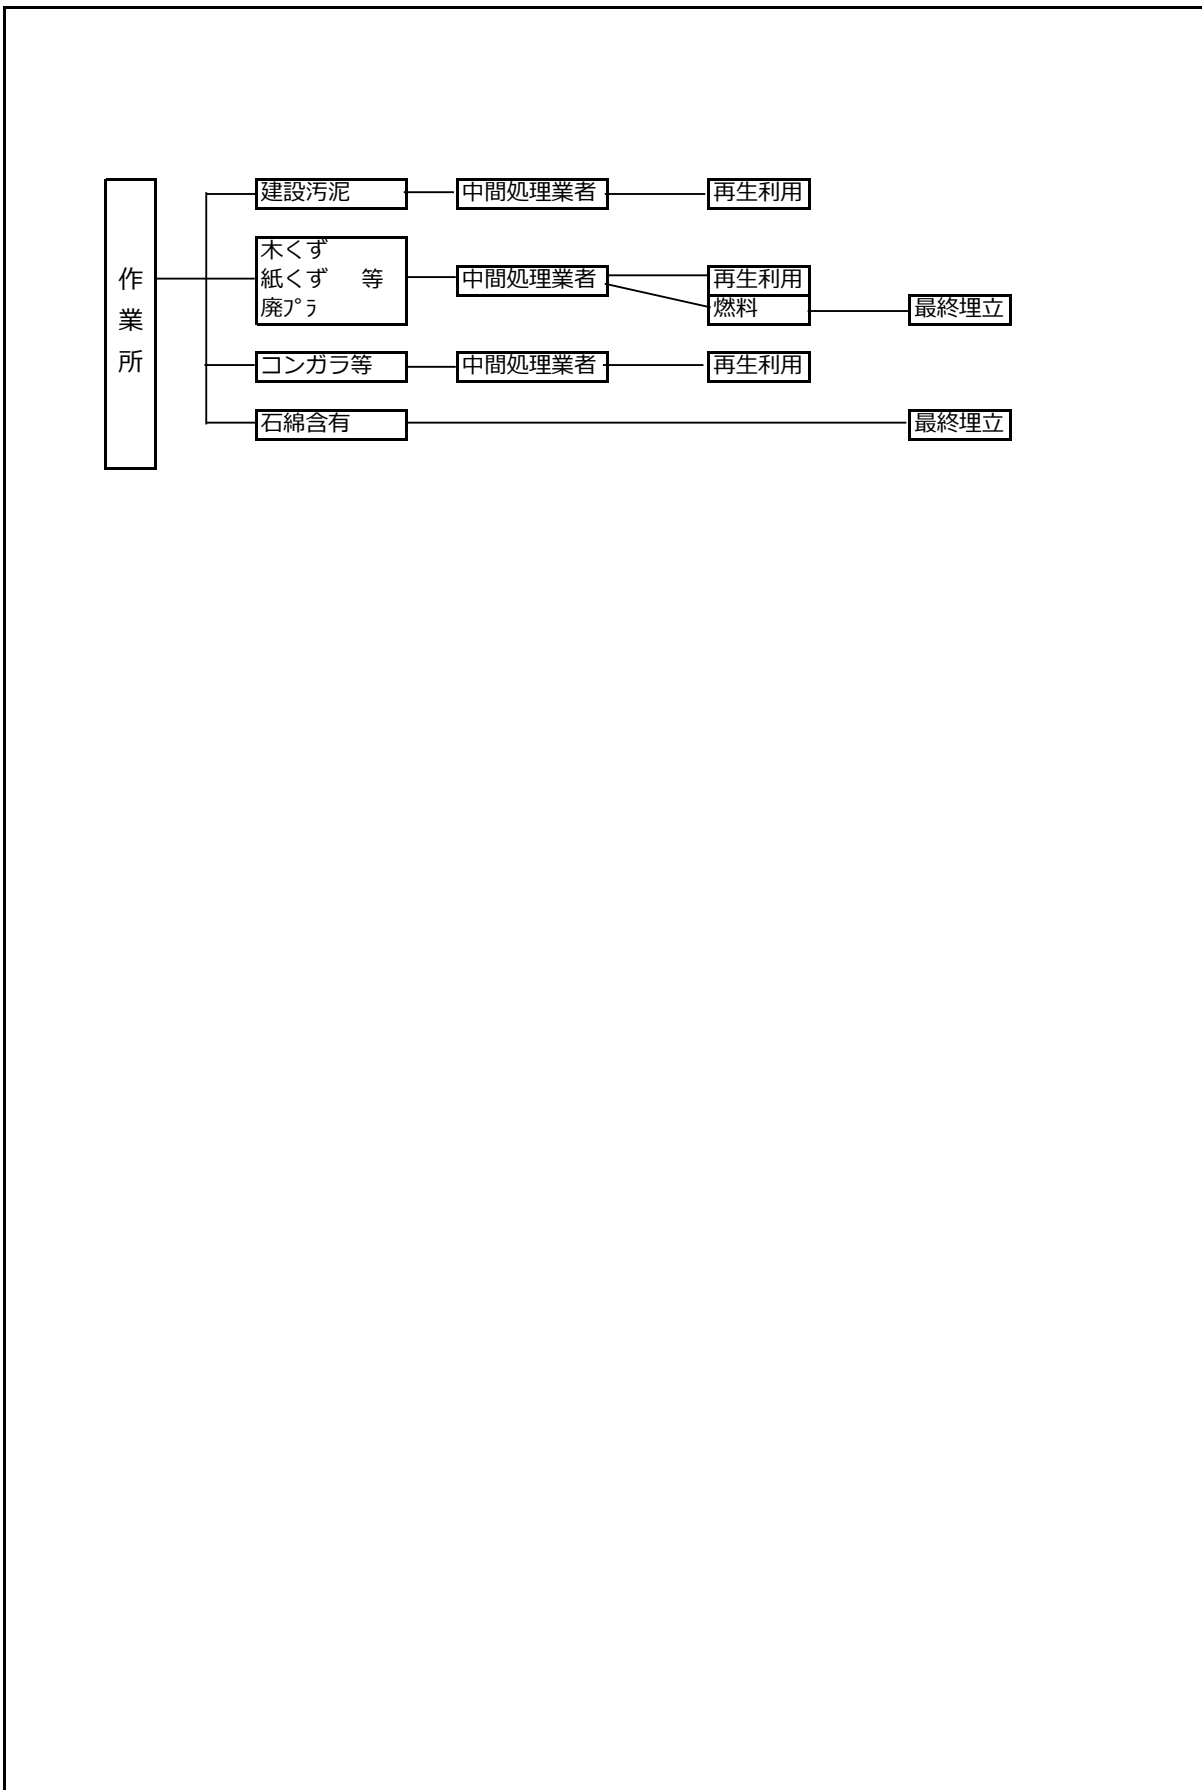 作業所
建設汚泥 中間処理業者 再生利用
木くず
紙くず 等 中間処理業者 再生利用
廃ﾌﾟﾗ 燃料 最終埋立
コンガラ等 中間処理業者 再生利用
石綿含有 最終埋立